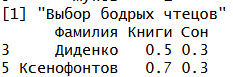 [1] "Выбор бодрых чтецов"
Фамилия Книги Сон
3 Диденко 0.5 0.3
5 Ксенофонтов 0.7 0.3